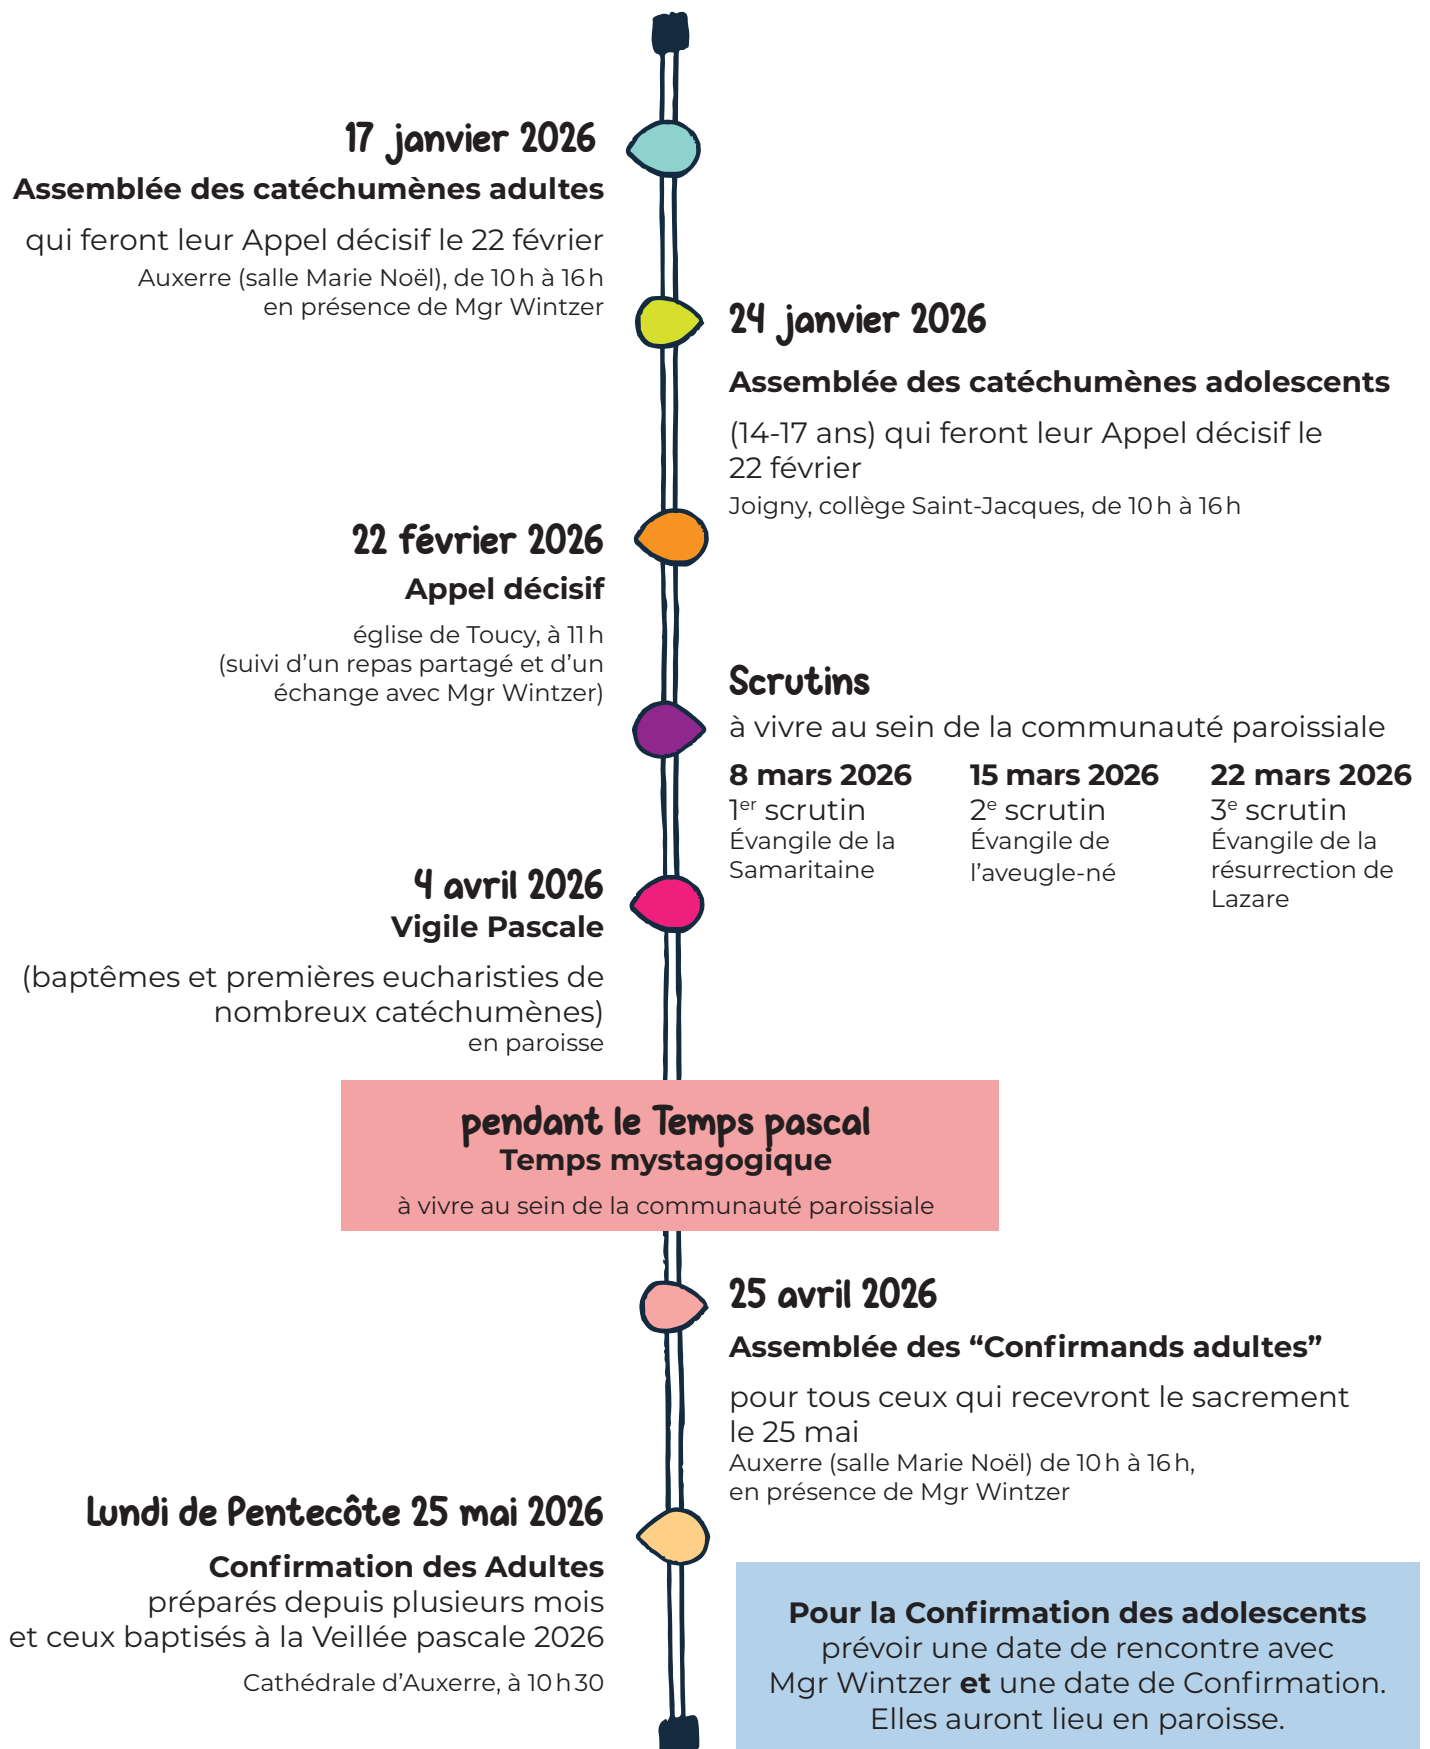 17 janvier 2026
Assemblée des catéchumènes adultes
qui feront leur Appel décisif le 22 février
Auxerre (salle Marie Noël), de 10 h à 16 h
en présence de Mgr Wintzer
24 janvier 2026
Assemblée des catéchumènes adolescents
(14-17 ans) qui feront leur Appel décisif le
22 février
Joigny, collège Saint-Jacques, de 10 h à 16 h
22 février 2026
Appel décisif
église de Toucy, à 11 h
(suivi d’un repas partagé et d’un
échange avec Mgr Wintzer)
Scrutins
à vivre au sein de la communauté paroissiale
8 mars 2026
1er scrutin
Évangile de la
Samaritaine
15 mars 2026
2e scrutin
Évangile de
l’aveugle-né
22 mars 2026
3e scrutin
Évangile de la
résurrection de
Lazare
4 avril 2026
Vigile Pascale
(baptêmes et premières eucharisties de
nombreux catéchumènes)
en paroisse
pendant le Temps pascal
Temps mystagogique
à vivre au sein de la communauté paroissiale
25 avril 2026
Assemblée des “Confirmands adultes”
pour tous ceux qui recevront le sacrement
le 25 mai
Auxerre (salle Marie Noël) de 10 h à 16 h,
en présence de Mgr Wintzer
Lundi de Pentecôte 25 mai 2026
Confirmation des Adultes
préparés depuis plusieurs mois
et ceux baptisés à la Veillée pascale 2026
Cathédrale d’Auxerre, à 10 h 30
Pour la Confirmation des adolescents
prévoir une date de rencontre avec
Mgr Wintzer et une date de Confirmation.
Elles auront lieu en paroisse.